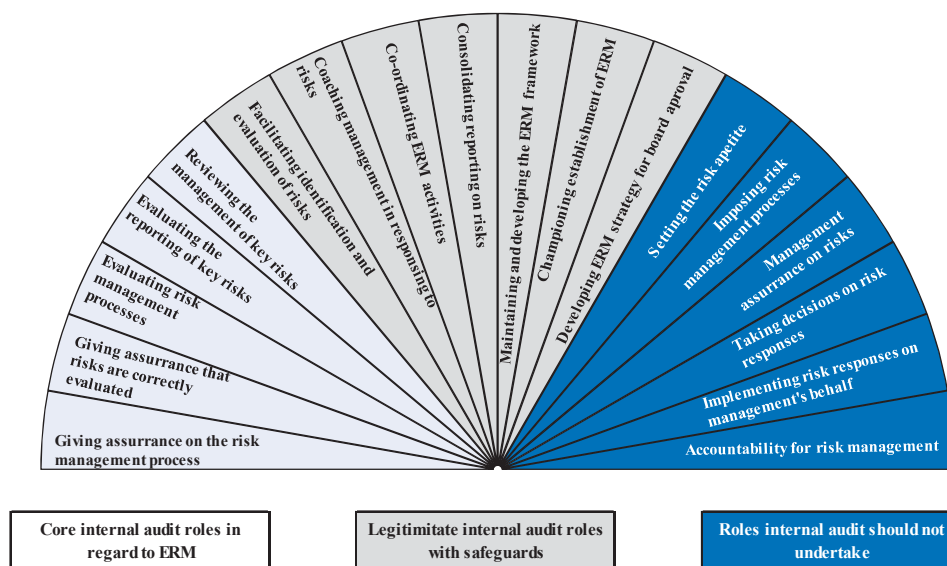 Giving assurrance on the risk
management process
Giving assurrance that
risks are correctly
evaluated
Evaluating risk
management
processes
Evaluating the
reporting of key risks
Reviewing the
management of key risks
Facilitating identification and
evaluation of risks
Coaching management in responsing to
risks
Co-ordinating ERM activities
Consolidating reporting on risks
Maintaining and developing the ERM framework
Championing establishment of ERM
Developing ERM strategy for board aproval
Setting the risk apetite
Imposing risk
management processes
Management
assurrance on risks
Taking decisions on risk
responses
Implementing risk responses on
management's behalf
Accountability for risk management
Core internal audit roles in
regard to ERM
Legitimitate internal audit roles
with safeguards
Roles internal audit should not
undertake